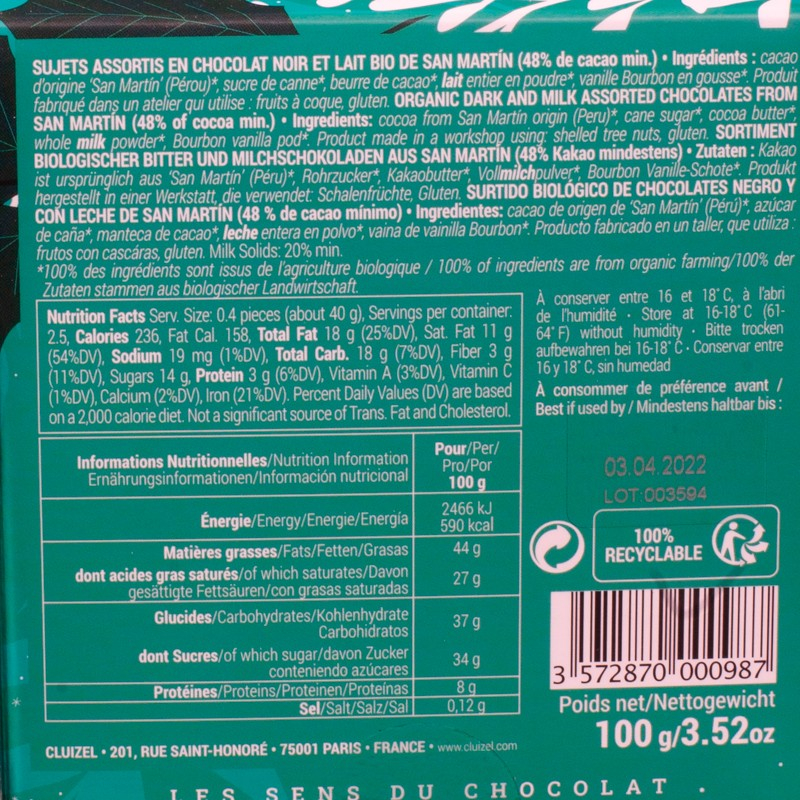 SUJETS ASSORTIS EN CHOCOLAT NOIR ET LAIT BIO DE SAN MARTÍN (48% de cacao min.) • Ingrédients : cacao
d'origine 'San Martin' (Pérou)*, sucre de canne*, beurre de cacao*, lait entier en poudre*, vanille Bourbon en gousse*. Produit
fabriqué dans un atelier qui utilise : fruits à coque, gluten. ORGANIC DARK AND MILK ASSORTED CHOCOLATES FROM
SAN MARTÍN (48% of cocoa min.) • Ingredients: cocoa from San Martín origin (Peru)*, cane sugar*, cocoa butter*,
whole milk powder*, Bourbon vanilla pod*. Product made in a workshop using: shelled tree nuts, gluten. SORTIMENT
BIOLOGISCHER BITTER UND MILCHSCHOKOLADEN AUS SAN MARTÍN (48% Kakao mindestens) • Zutaten : Kakao
ist ursprünglich aus 'San Martin' (Péru)*, Rohrzucker*, Kakaobutter*, Vollmilchpulver*, Bourbon Vanille-Schote*. Produkt
hergestellt in einer Werkstatt, die verwendet: Schalenfrüchte, Gluten. SURTIDO BIOLÓGICO DE CHOCOLATES NEGRO Y
CON LECHE DE SAN MARTÍN (48 % de cacao mínimo) • Ingredientes: cacao de origen de 'San Martín' (Pérú)*, azúcar
de caña*, manteca de cacao*, leche entera en polvo*, vaina de vainilla Bourbon*. Producto fabricado en un taller, que utiliza :
frutos con cascáras, gluten. Milk Solids: 20% min.
*100% des ingrédients sont issus de l'agriculture biologique / 100% of ingredients are from organic farming/100% der
Zutaten stammen aus biologischer Landwirtschaft.
Nutrition Facts Serv. Size: 0.4 pieces (about 40 g), Servings per container:
2.5, Calories 236, Fat Cal. 158, Total Fat 18 g (25%DV), Sat. Fat 11 g
(54%DV), Sodium 19 mg (1%DV), Total Carb. 18 g (7%DV), Fiber 3 g
(11%DV), Sugars 14 g, Protein 3 g (6%DV), Vitamin A (3%DV), Vitamin C
(1%DV), Calcium (2%DV), Iron (21%DV). Percent Daily Values (DV) are based
on a 2,000 calorie diet. Not a significant source of Trans. Fat and Cholesterol.
À conserver entre 16 et 18°C, à l'abri
de l'humidité • Store at 16-18°C (61-
64°F) without humidity • Bitte trocken
aufbewahren bei 16-18°C • Conservar entre
16 y 18°C, sin humedad
À consommer de préférence avant /
Best if used by / Mindestens haltbar bis :
03.04.2022
LOT:003594
Informations Nutritionnelles/Nutrition Information
Ernährungsinformationen/Información nutricional
Pour/Per/
Pro/Por
100 g
Énergie/Energy/Energie/Energía
2466 kJ
590 kcal
Matières grasses/Fats/Fetten/Grasas
44 g
dont acides gras saturés/of which saturates/Davon
gesättigte Fettsäuren/con grasas saturadas
27 g
Glucides/Carbohydrates/Kohlenhydrate
Carbohidratos
37 g
dont Sucres/of which sugar/davon Zucker
conteniendo azúcares
34 g
Protéines/Proteins/Proteinen/Proteínas
8 g
Sel/Salt/Salz/Sal
0,12 g
100%
RECYCLABLE
3 572870 000987
Poids net/Nettogewicht
100 g/3.52oz
CLUIZEL • 201, RUE SAINT-HONORÉ • 75001 PARIS • FRANCE • www.cluizel.com
LES SENS DU CHOCOLAT .